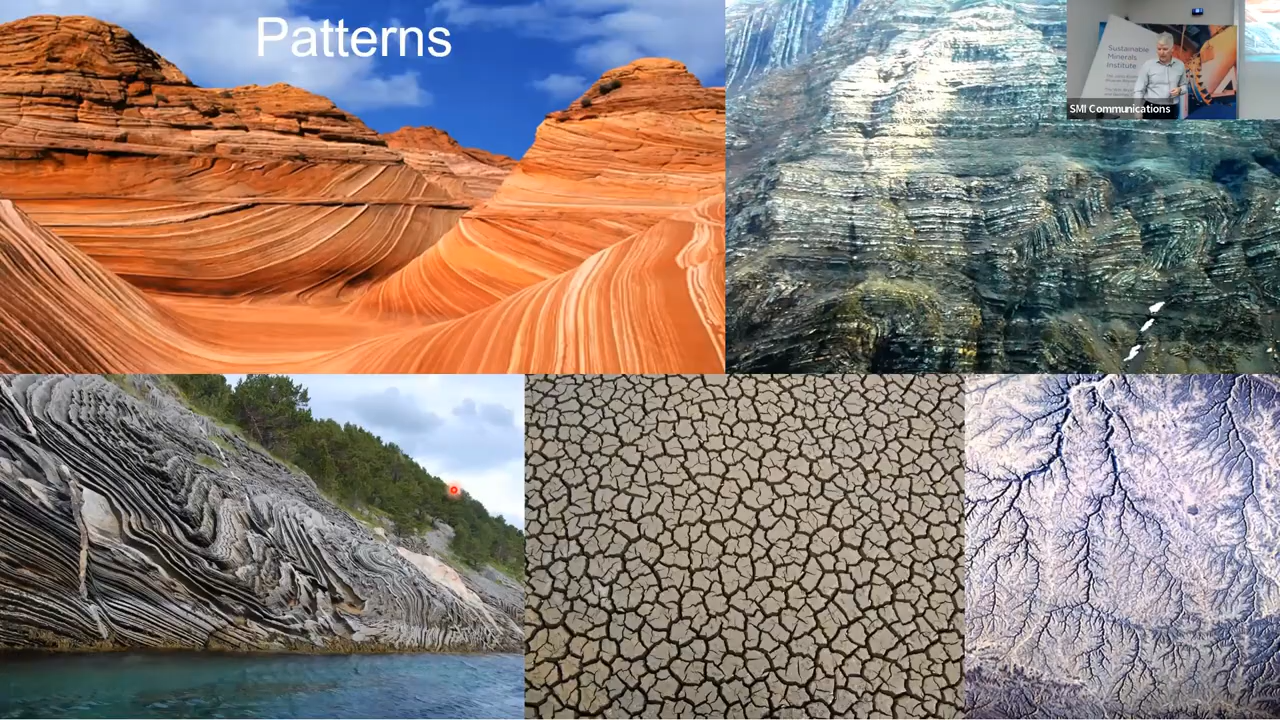 Patterns
Sustainable
Minerals
Institute
SMI Communications